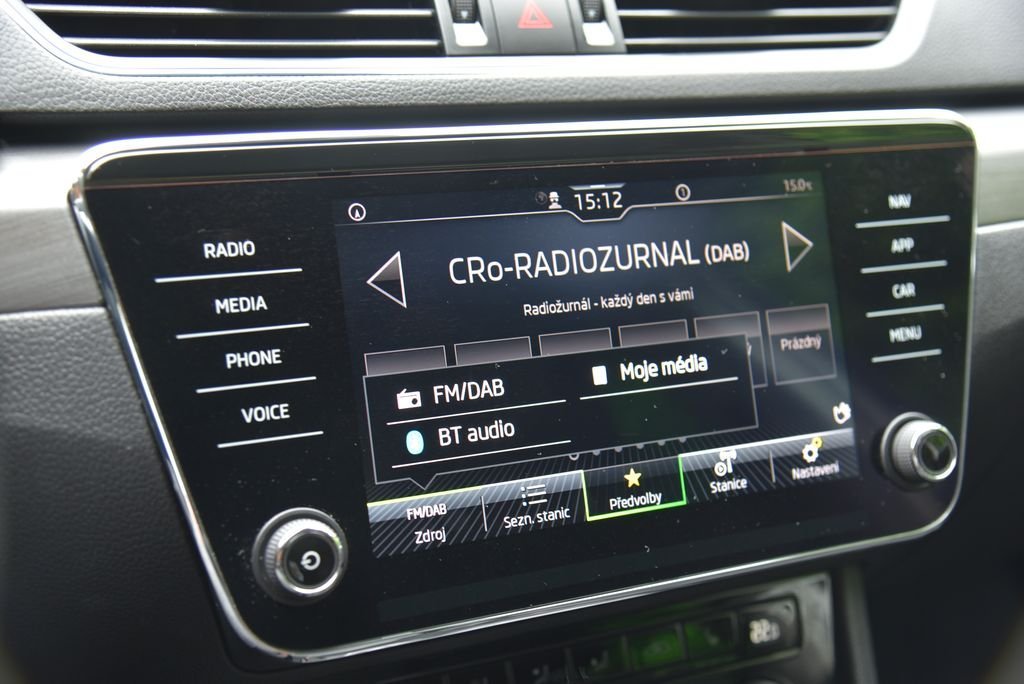 15:12
15.0°C
CRo-RADIOZURNAL (DAB)
Radiožurnál - každý den s vámi
RADIO
MEDIA
PHONE
VOICE
NAV
APP
CAR
MENU
Prázdný
FM/DAB
Moje média
BT audio
FM/DAB
Zdroj
Sezn. stanic
Předvolby
Stanice
Nastavení